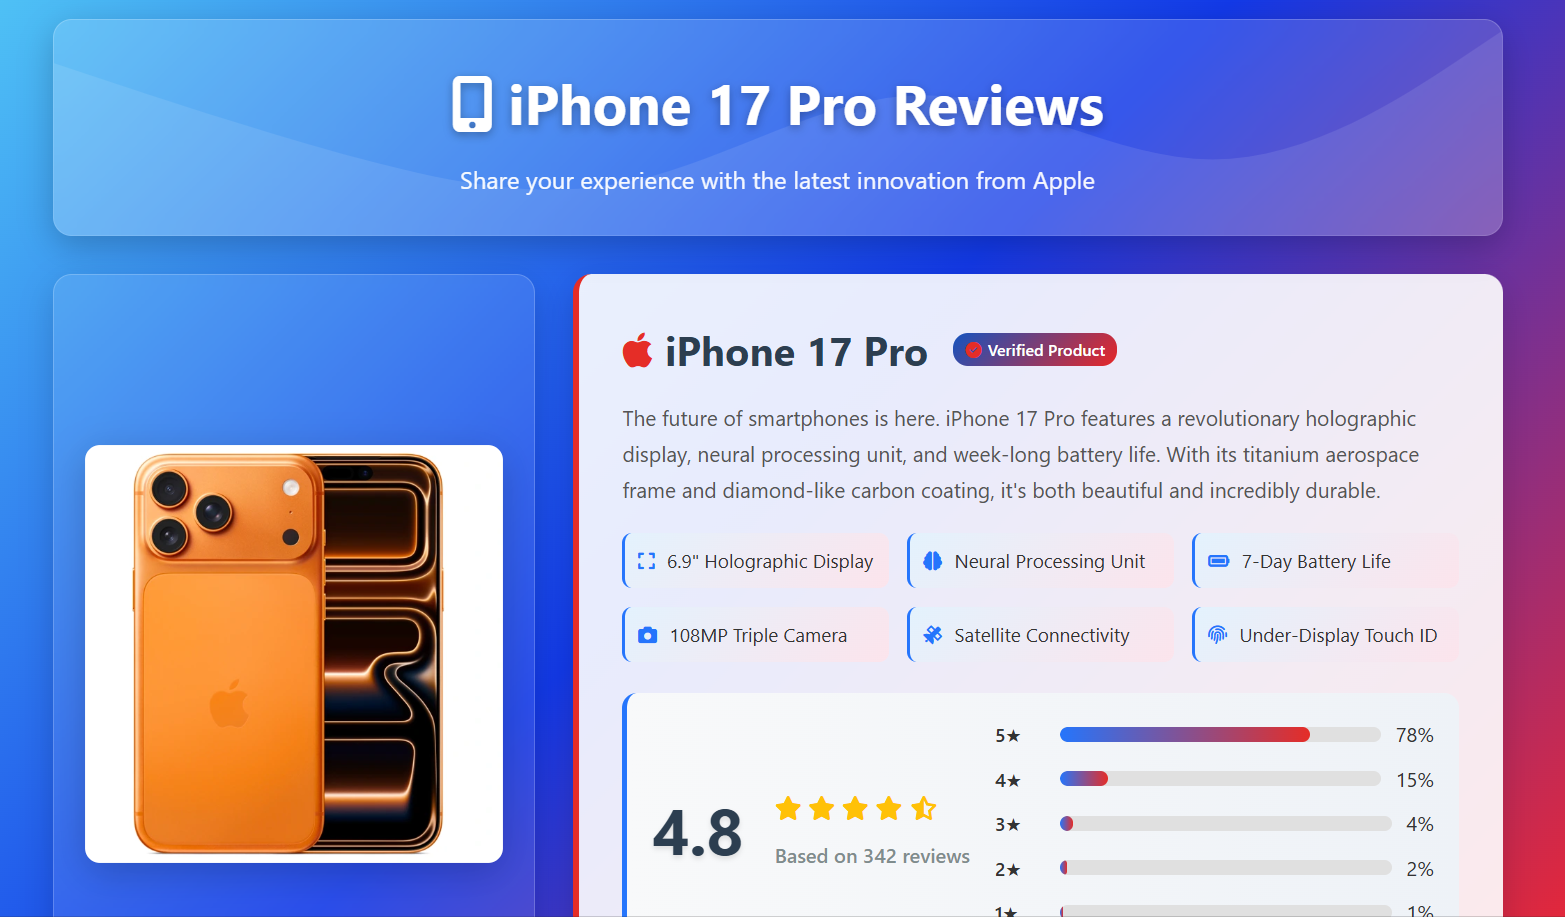 iPhone 17 Pro Reviews
Share your experience with the latest innovation from Apple
iPhone 17 Pro
Verified Product
The future of smartphones is here. iPhone 17 Pro features a revolutionary holographic
display, neural processing unit, and week-long battery life. With its titanium aerospace
frame and diamond-like carbon coating, it's both beautiful and incredibly durable.
6.9" Holographic Display
Neural Processing Unit
7-Day Battery Life
108MP Triple Camera
Satellite Connectivity
Under-Display Touch ID
4.8
Based on 342 reviews
5★ 78%
4★ 15%
3★ 4%
2★ 2%
1★ 1%